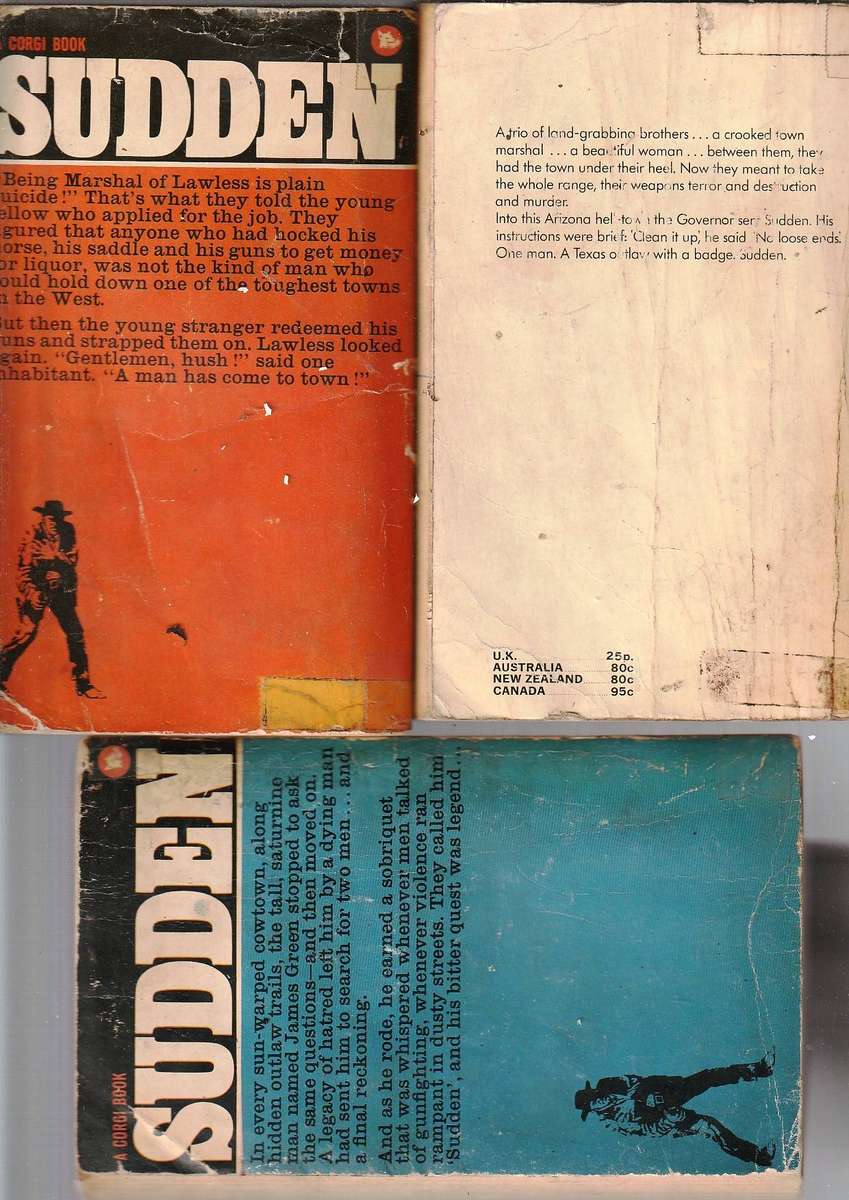 A CORGI BOOK
SUDDEN
Being Marshal of Lawless is plain
uicide!” That’s what they told the young
ellow who applied for the job. They
gured that anyone who had hocked his
orse, his saddle and his guns to get money
or liquor, was not the kind of man who
ould hold down one of the toughest towns
n the West.
ut then the young stranger redeemed his
uns and strapped them on. Lawless looked
gain. “Gentlemen, hush!” said one
nhabitant. “A man has come to town!”
A trio of land-grabbing brothers . . . a crooked town
marshal . . . a beautiful woman . . . between them, they
had the town under their heel. Now they meant to take
the whole range, their weapons terror and destruction
and murder.
Into this Arizona hell-town the Governor sent Sudden. His
instructions were brief: ‘Clean it up,’ he said ‘No loose ends.’
One man. A Texas outlaw with a badge. Sudden.
U.K. 25p.
AUSTRALIA 80c
NEW ZEALAND 80c
CANADA 95c
A CORGI BOOK
SUDDEN
In every sun-warped cowtown, along
hidden outlaw trails, the tall, saturnine
man named James Green stopped to ask
the same questions—and then moved on.
A legacy of hatred left him by a dying man
had sent him to search for two men . . . and
a final reckoning.
And as he rode, he earned a sobriquet
that was whispered whenever men talked
of gunfighting, whenever violence ran
rampant in dusty streets. They called him
‘Sudden’, and his bitter quest was legend . . .